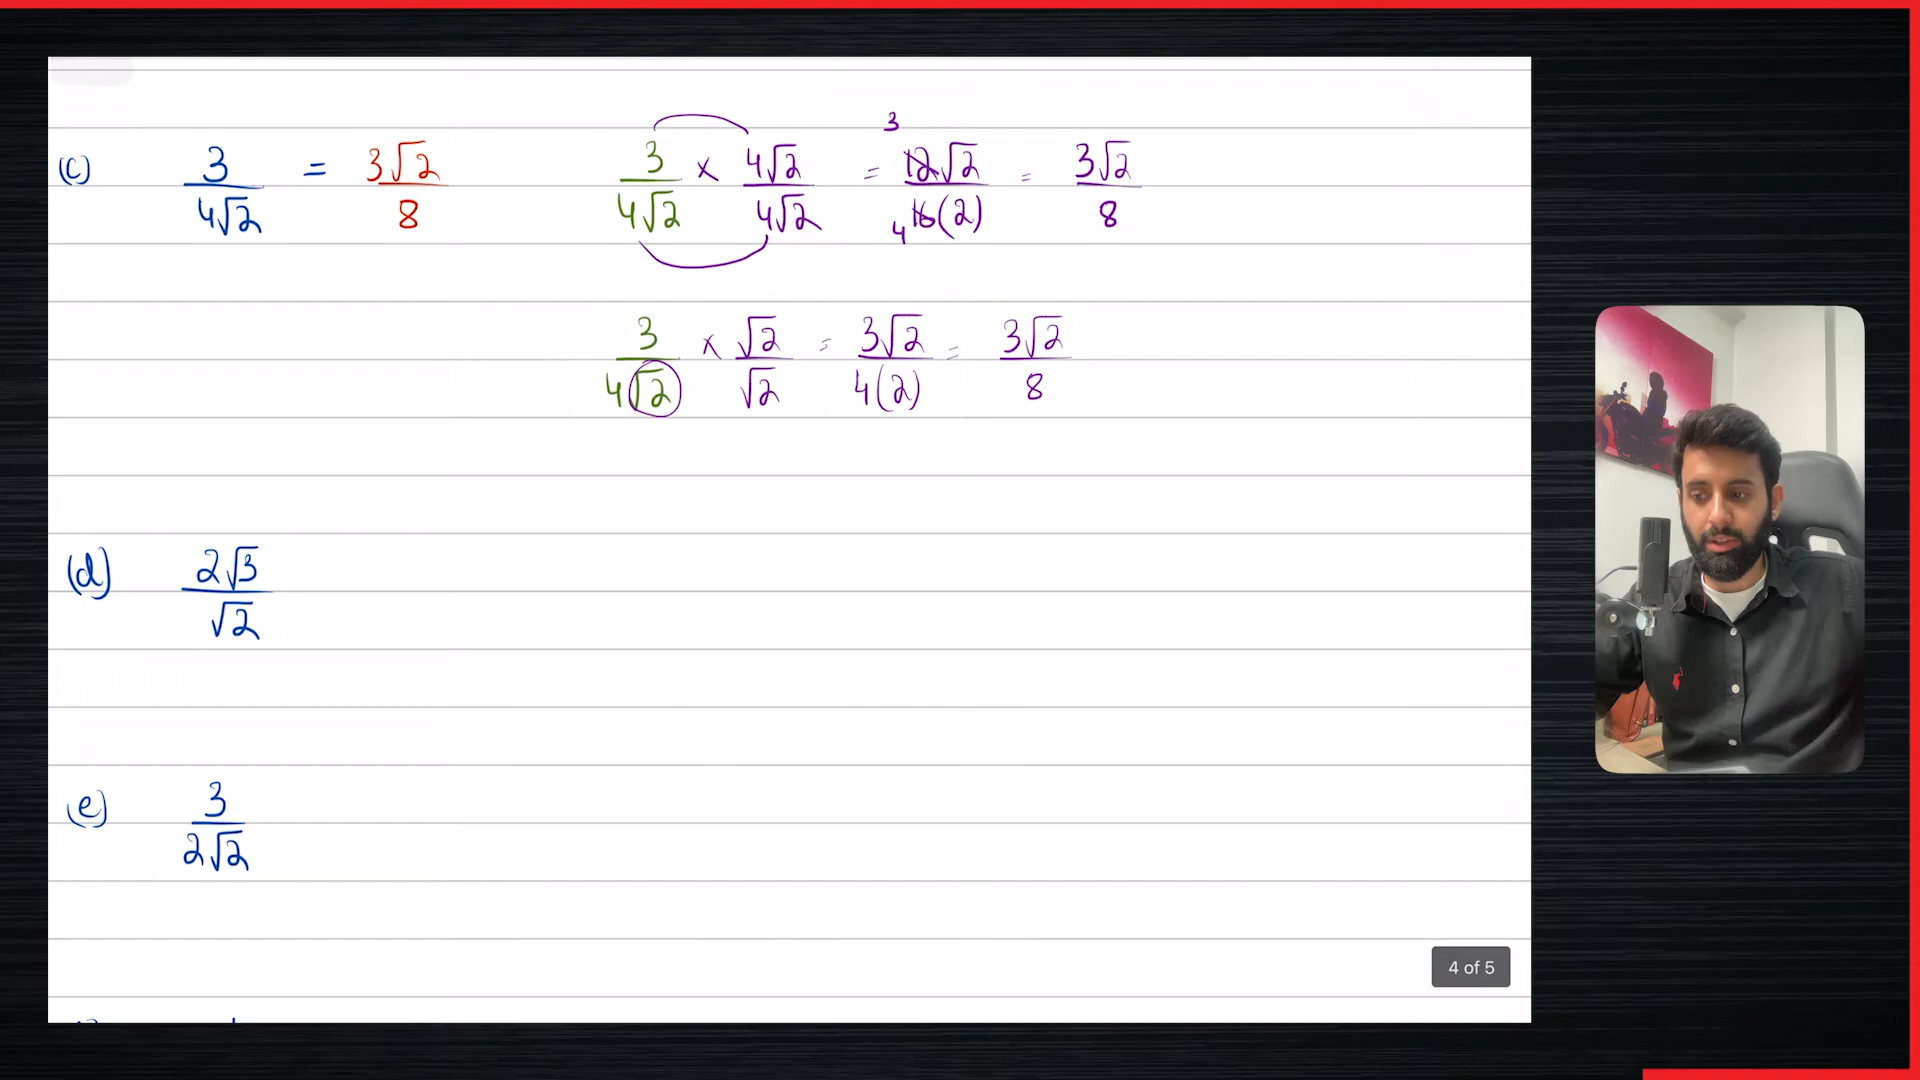 (c) 3/4√2 = 3√2/8 3/4√2 × 4√2/4√2 = 3 12√2/4 16(2) = 3√2/8
3/4√2 × √2/√2 = 3√2/4(2) = 3√2/8
(d) 2√3/√2
(e) 3/2√2
4 of 5